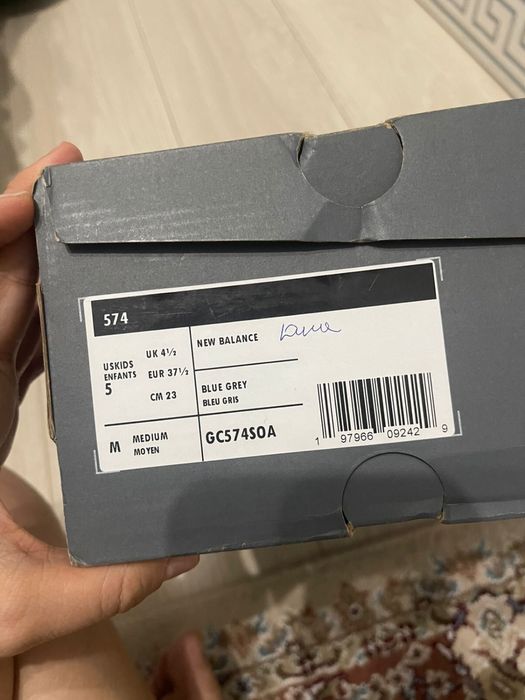 574
USKIDS
ENFANTS
5
UK 4½
EUR 37½
CM 23
NEW BALANCE
BLUE GREY
BLEU GRIS
M MEDIUM
MOYEN
GC574SOA
1 97966 09242 9